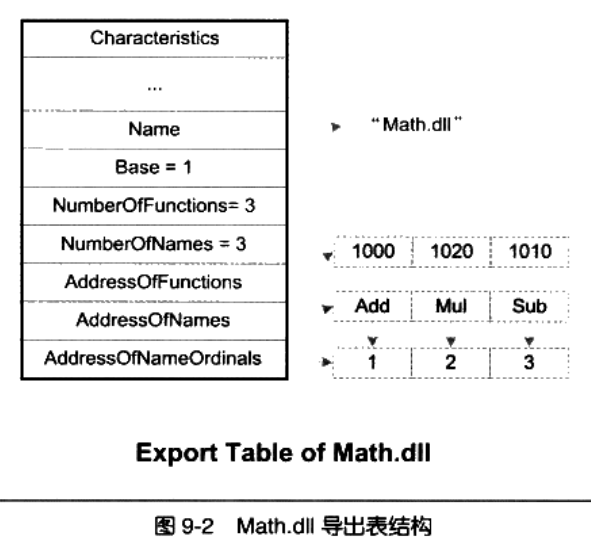 Characteristics
...
Name
"Math.dll"
Base = 1
NumberOfFunctions= 3
NumberOfNames = 3
1000 1020 1010
AddressOfFunctions
AddressOfNames
Add Mul Sub
AddressOfNameOrdinals
1 2 3
Export Table of Math.dll
图 9-2 Math.dll 导出表结构